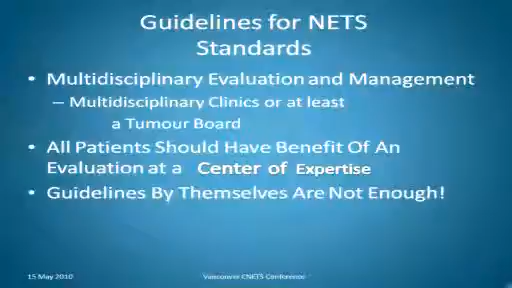 Guidelines for NETS
Standards
• Multidisciplinary Evaluation and Management
– Multidisciplinary Clinics or at least
a Tumour Board
• All Patients Should Have Benefit Of An
Evaluation at a Center of Expertise
• Guidelines By Themselves Are Not Enough!
15 May 2010 Vancouver CNETS Conference